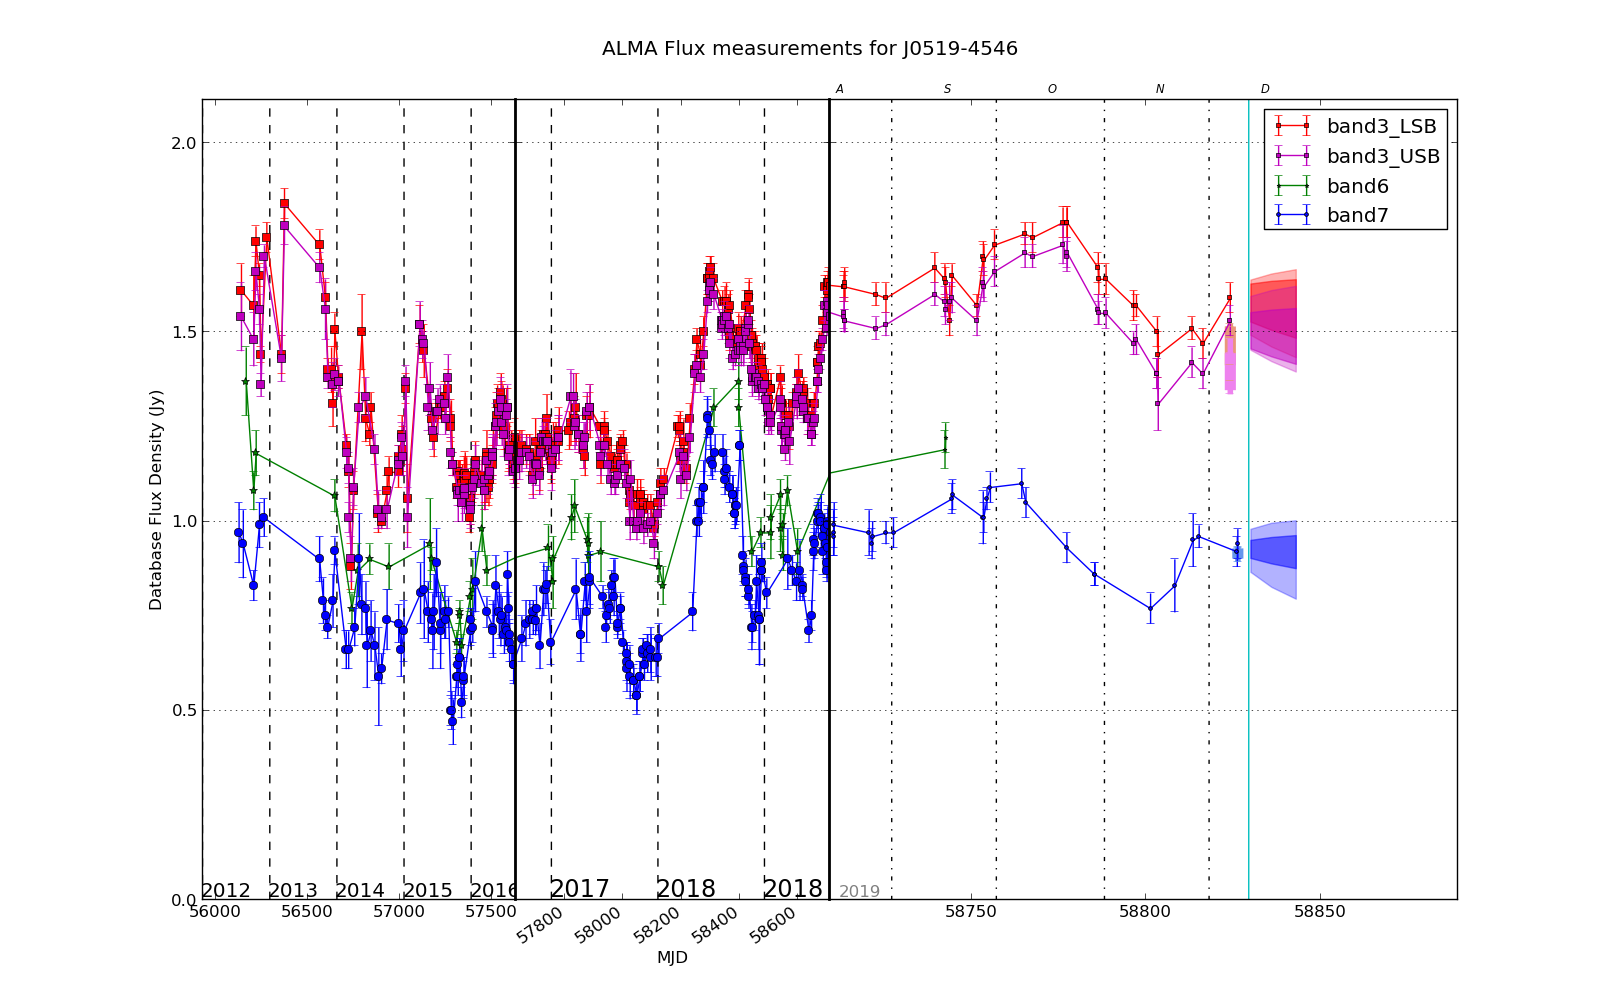 ALMA Flux measurements for J0519-4546
A S O N D
band3_LSB
band3_USB
band6
band7
2.0
1.5
1.0
0.5
0.0
Database Flux Density (Jy)
2012 2013 2014 2015 2016 2017 2018 2018 2019
56000 56500 57000 57500 57800 58000 58200 58400 58600 58750 58800 58850
MJD